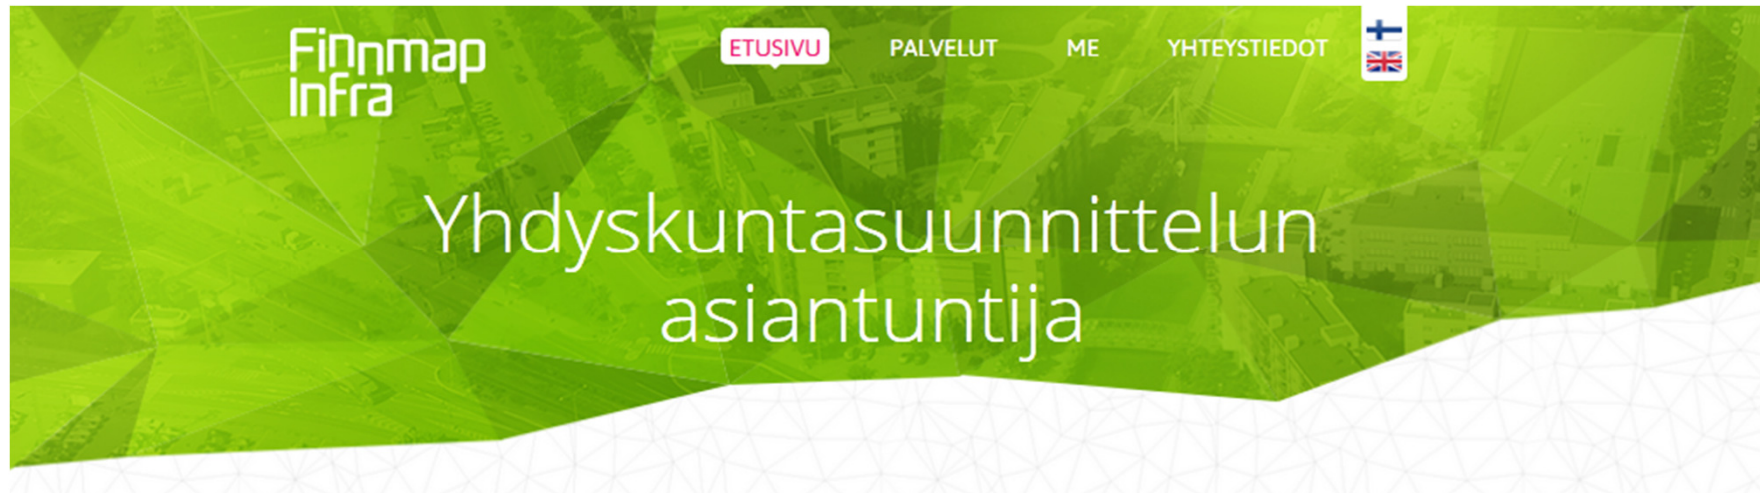 Finnmap
Infra
ETUSIVU PALVELUT ME YHTEYSTIEDOT
Yhdyskuntasuunnittelun
asiantuntija